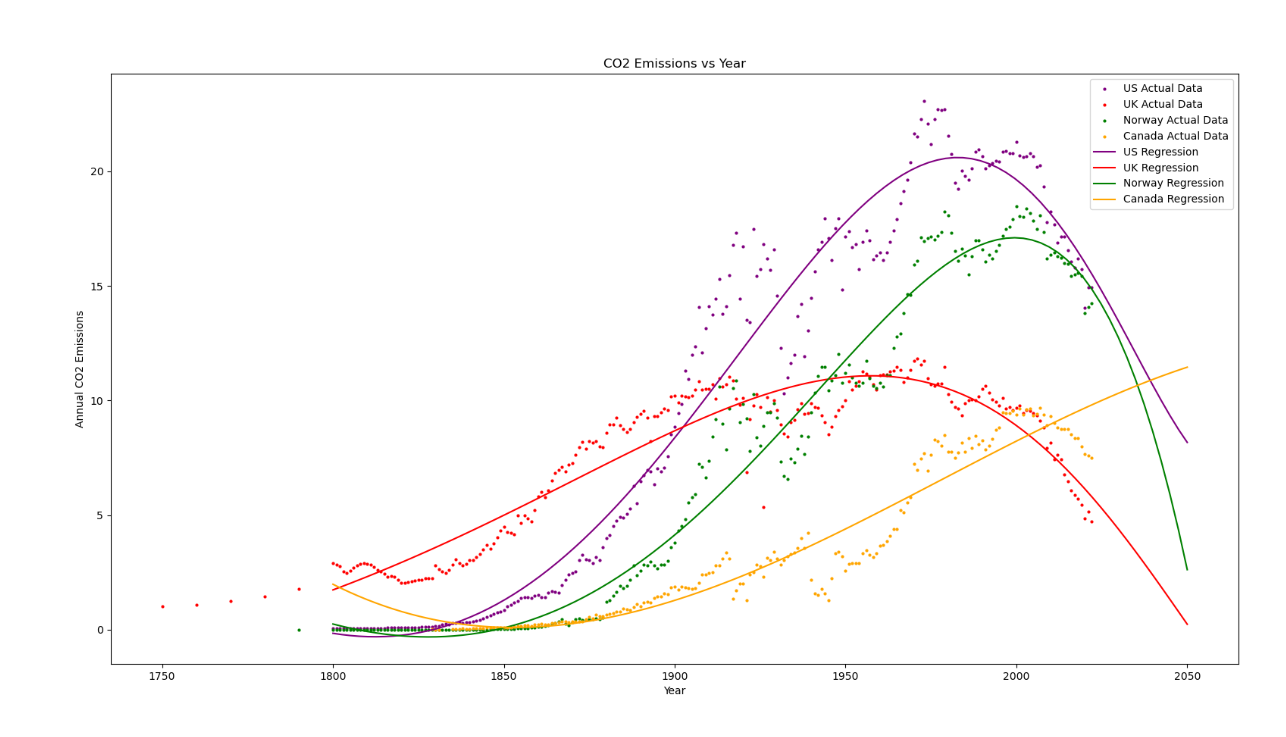 CO2 Emissions vs Year
US Actual Data
UK Actual Data
Norway Actual Data
Canada Actual Data
US Regression
UK Regression
Norway Regression
Canada Regression
Annual CO2 Emissions
20
15
10
5
0
1750 1800 1850 1900 1950 2000 2050
Year